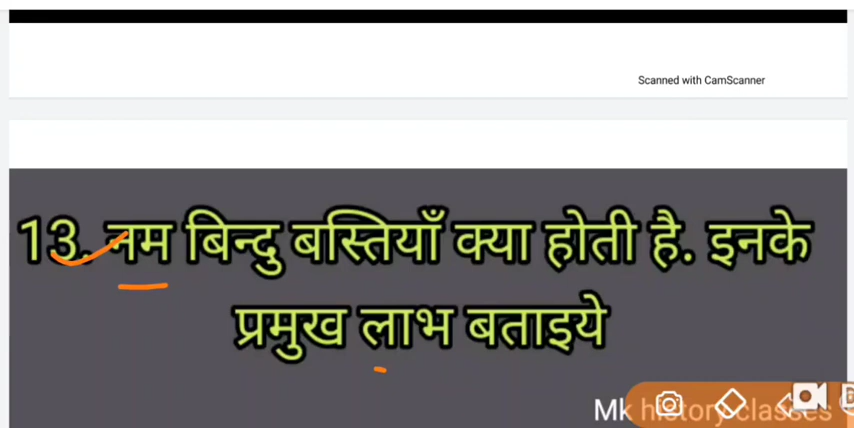 Scanned with CamScanner
13. नम बिन्दु बस्तियाँ क्या होती है. इनके
प्रमुख लाभ बताइये
Mk history classes